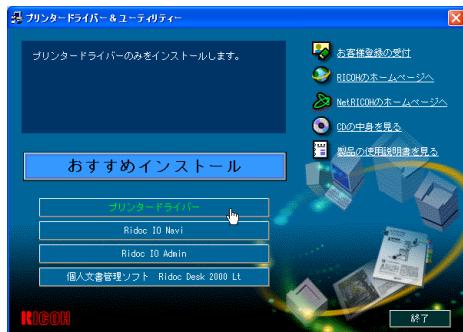 プリンタードライバー & ユーティリティー
プリンタードライバーのみをインストールします。
お客様登録の受付
RICOHのホームページへ
NetRICOHのホームページへ
CDの中身を見る
製品の使用説明書を見る
おすすめインストール
プリンタードライバー
Ridoc IO Navi
Ridoc IO Admin
個人文書管理ソフト　Ridoc Desk 2000 Lt
RICOH
終了